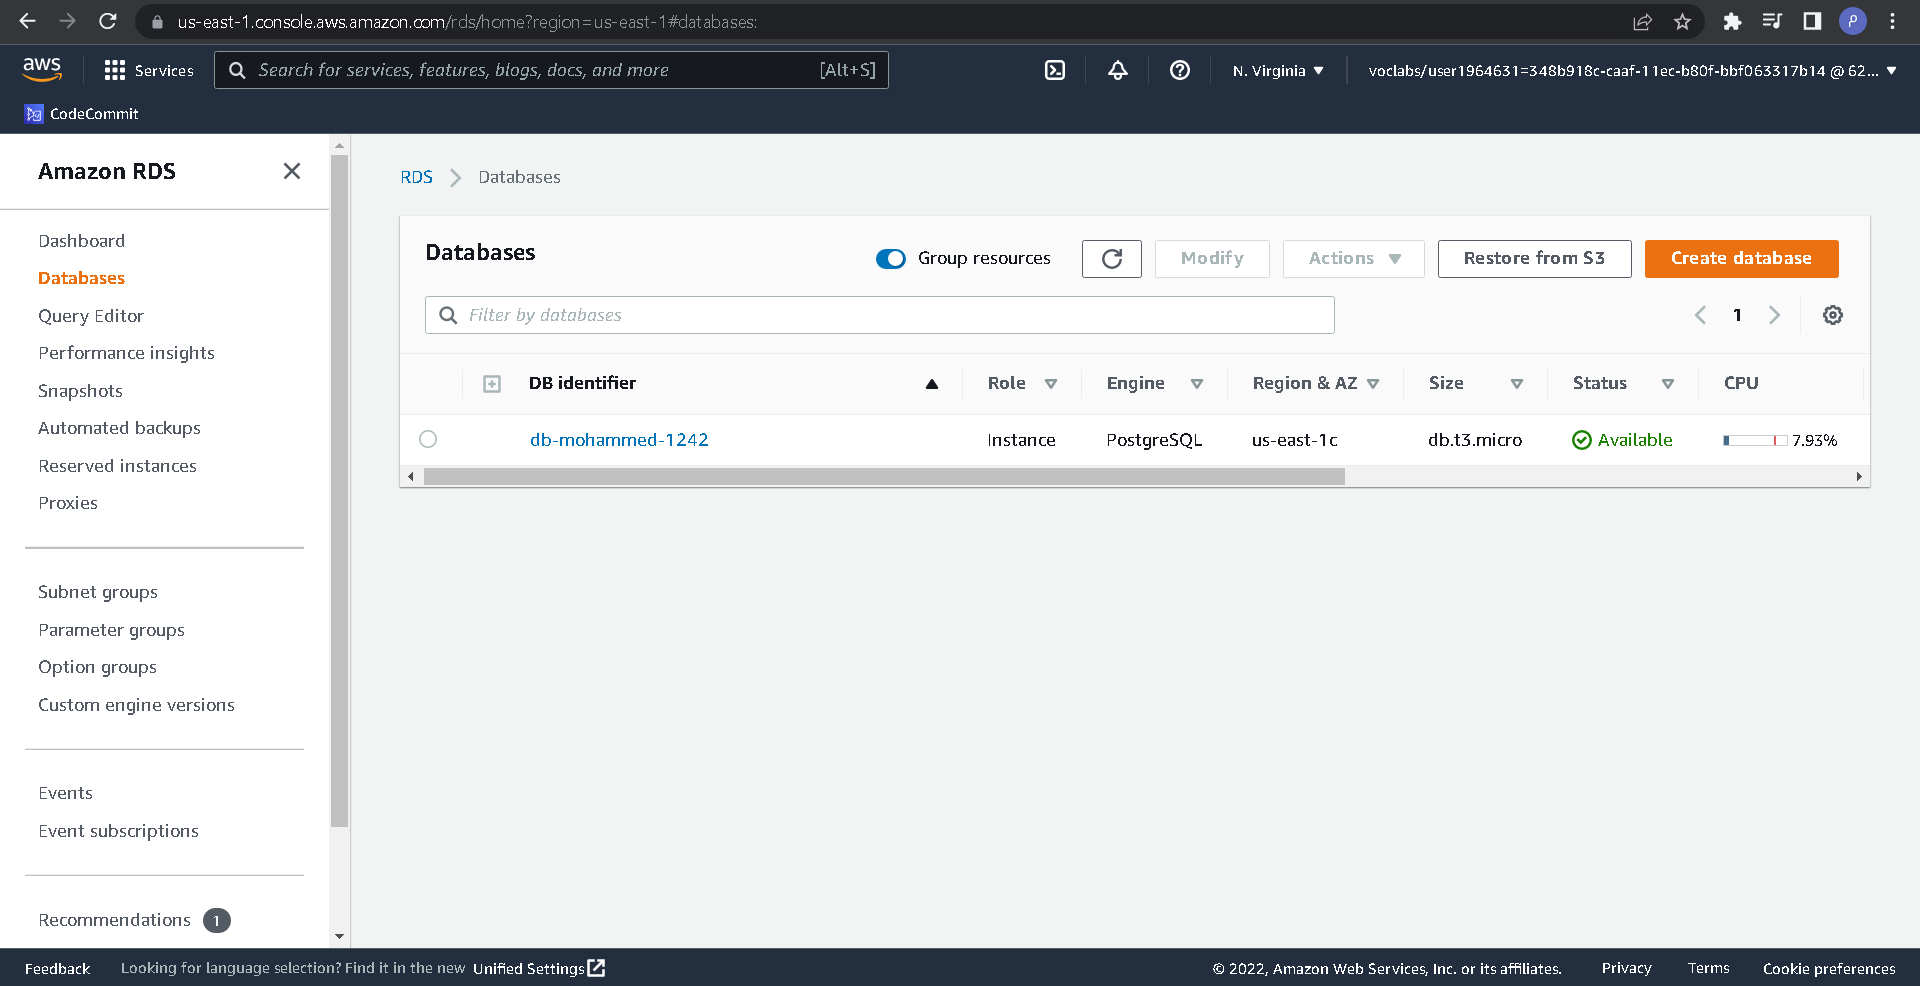 us-east-1.console.aws.amazon.com/rds/home?region=us-east-1#databases:
P
aws
Services
Search for services, features, blogs, docs, and more
[Alt+S]
N. Virginia
voclabs/user1964631=348b918c-caaf-11ec-b80f-bbf063317b14 @ 62...
CodeCommit
Amazon RDS
Dashboard
Databases
Query Editor
Performance insights
Snapshots
Automated backups
Reserved instances
Proxies
Subnet groups
Parameter groups
Option groups
Custom engine versions
Events
Event subscriptions
Recommendations 1
RDS
Databases
Databases
Group resources
Modify
Actions
Restore from S3
Create database
Filter by databases
1
DB identifier Role Engine Region & AZ Size Status CPU
db-mohammed-1242 Instance PostgreSQL us-east-1c db.t3.micro Available 7.93%
Feedback Looking for language selection? Find it in the new Unified Settings © 2022, Amazon Web Services, Inc. or its affiliates. Privacy Terms Cookie preferences